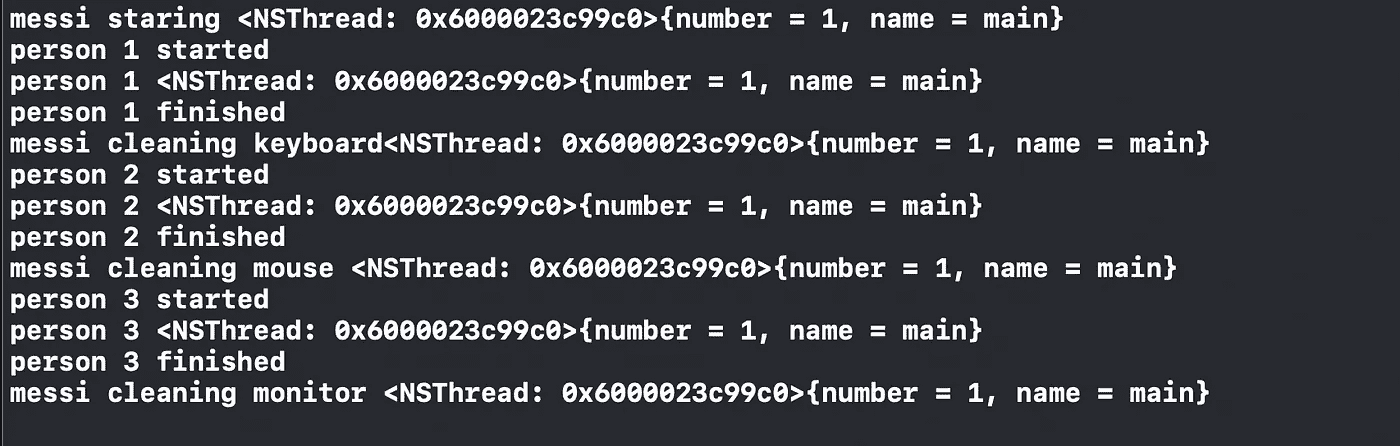 messi staring <NSThread: 0x6000023c99c0>{number = 1, name = main}
person 1 started
person 1 <NSThread: 0x6000023c99c0>{number = 1, name = main}
person 1 finished
messi cleaning keyboard<NSThread: 0x6000023c99c0>{number = 1, name = main}
person 2 started
person 2 <NSThread: 0x6000023c99c0>{number = 1, name = main}
person 2 finished
messi cleaning mouse <NSThread: 0x6000023c99c0>{number = 1, name = main}
person 3 started
person 3 <NSThread: 0x6000023c99c0>{number = 1, name = main}
person 3 finished
messi cleaning monitor <NSThread: 0x6000023c99c0>{number = 1, name = main}